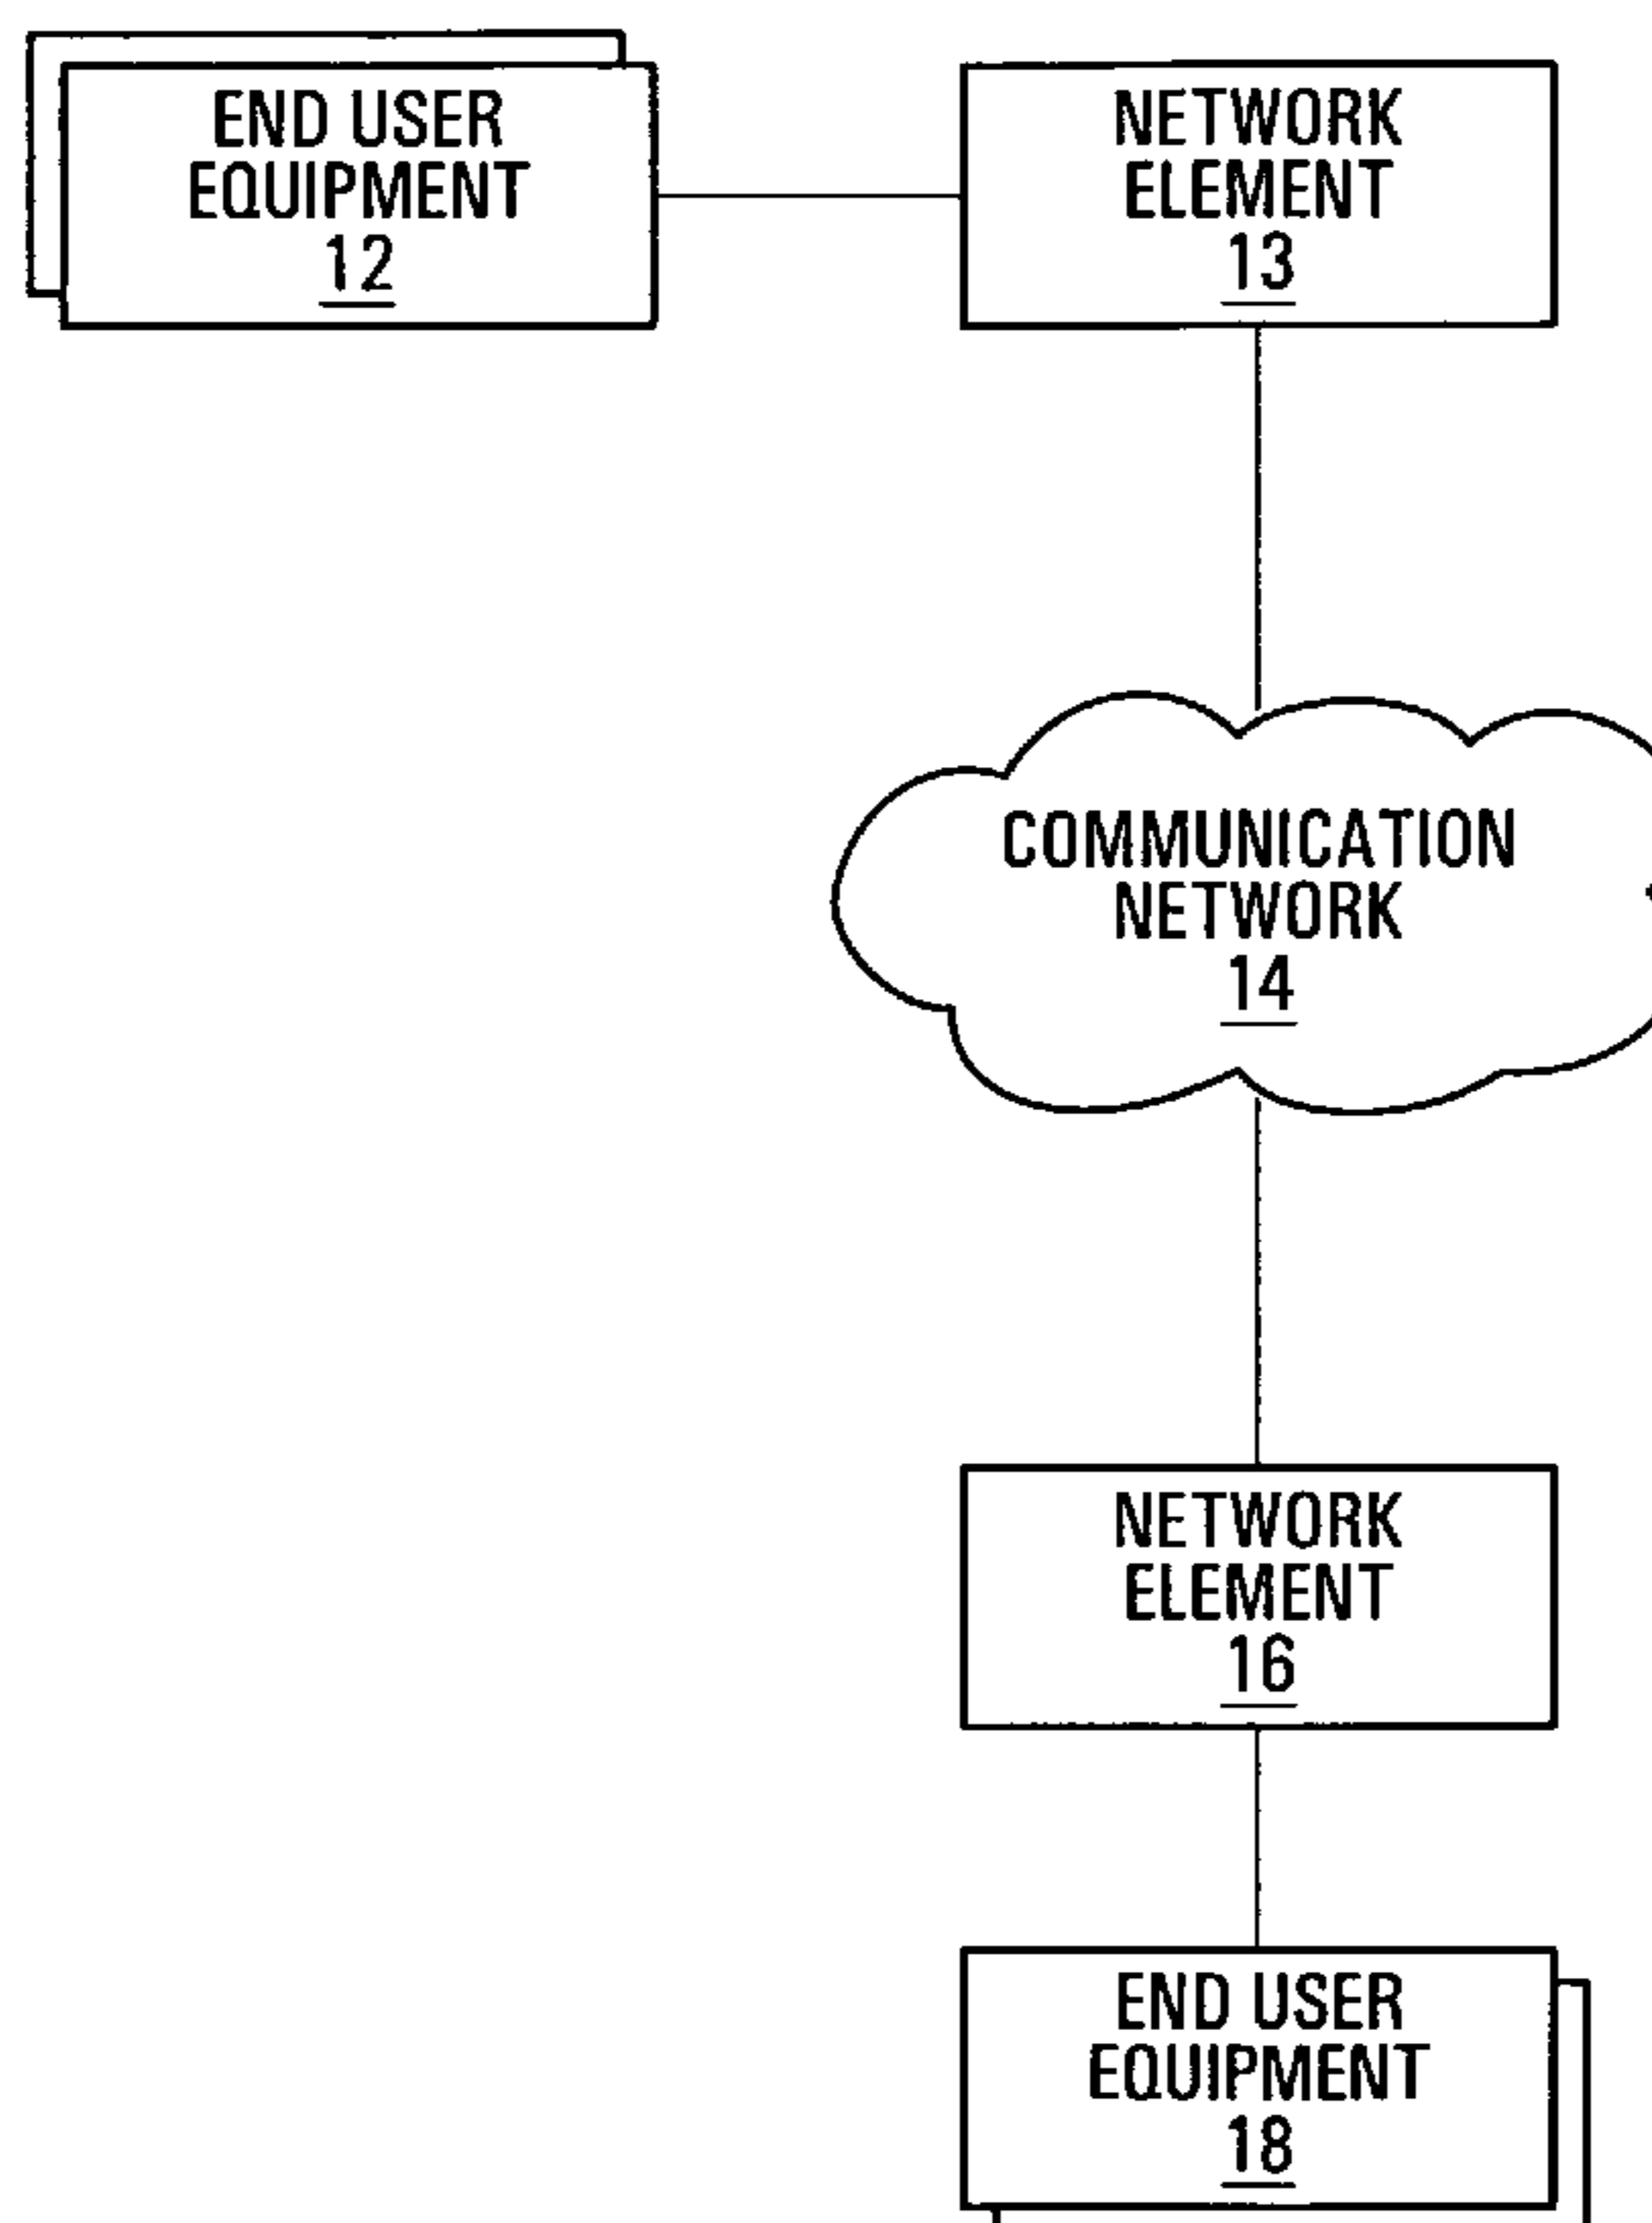 END USER
EQUIPMENT
12
NETWORK
ELEMENT
13
COMMUNICATION
NETWORK
14
NETWORK
ELEMENT
16
END USER
EQUIPMENT
18